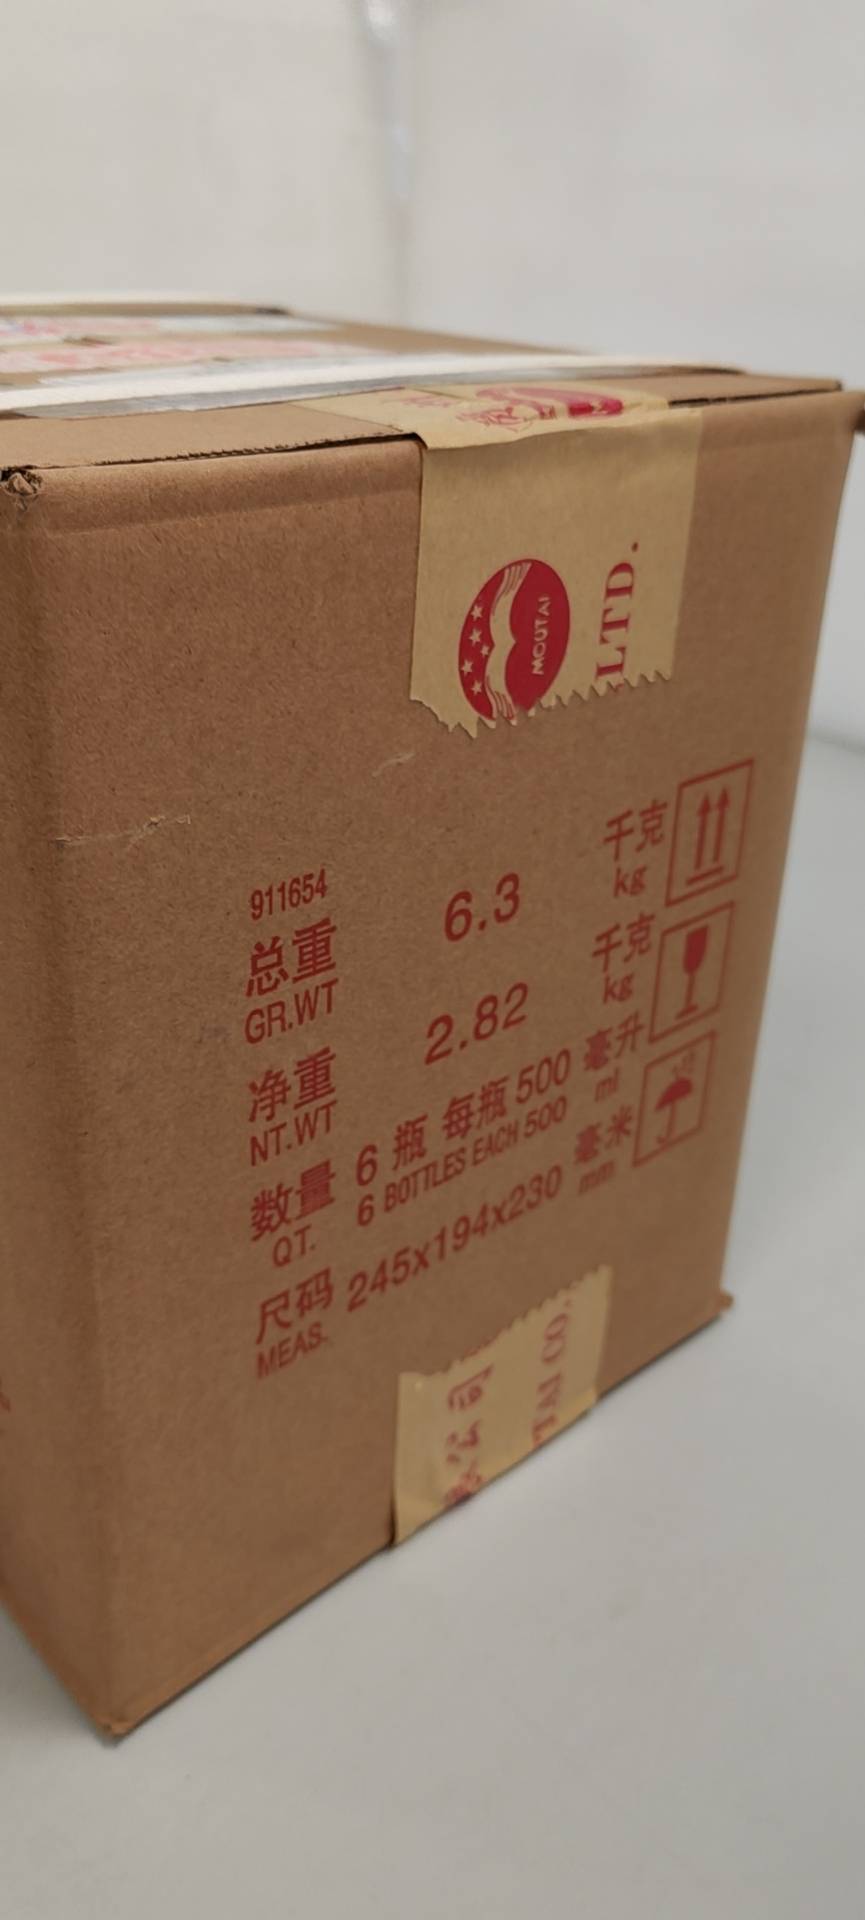 MOUTAI
LTD.
911654
总重 6.3 千克
GR.WT kg
净重 2.82 千克
NT.WT kg
数量 6 瓶 每瓶 500 毫升
QT. 6 BOTTLES EACH 500 ml
尺码 245x194x230 毫米
MEAS. mm
TAI CO.